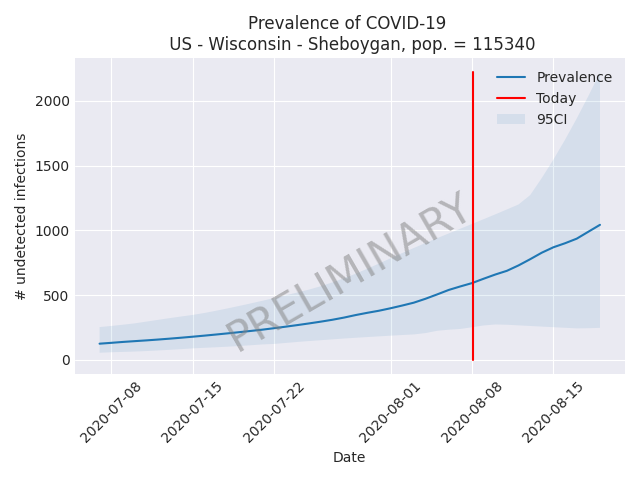 Prevalence of COVID-19
US - Wisconsin - Sheboygan, pop. = 115340
# undetected infections
2000
1500
1000
500
0
Prevalence
Today
95CI
PRELIMINARY
2020-07-08
2020-07-15
2020-07-22
2020-08-01
2020-08-08
2020-08-15
Date